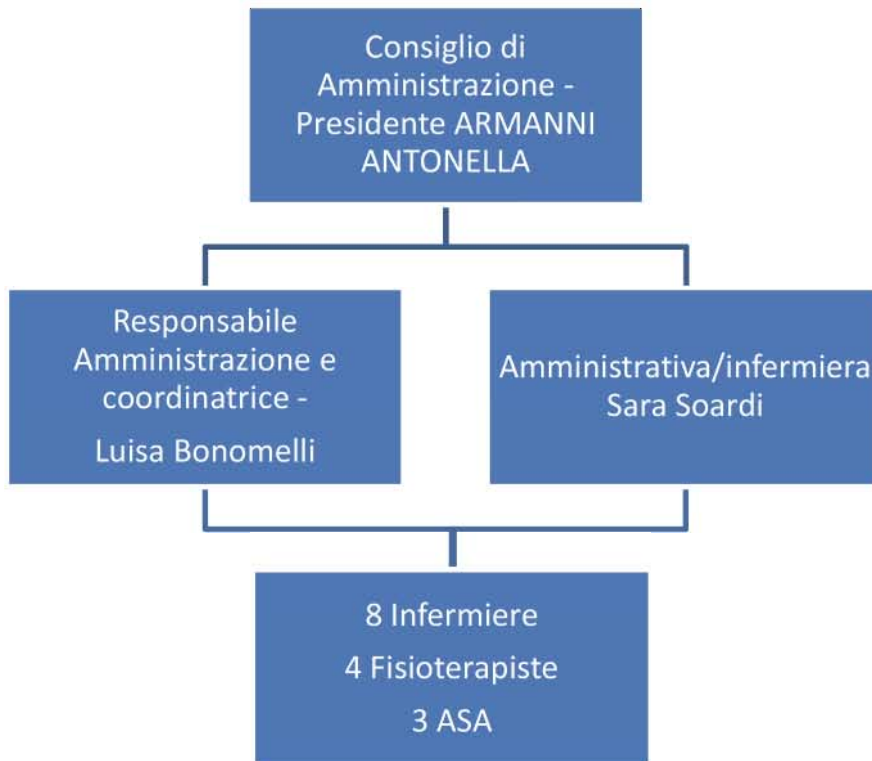 Consiglio di
Amministrazione -
Presidente ARMANNI
ANTONELLA
Responsabile
Amministrazione e
coordinatrice -
Luisa Bonomelli
Amministrativa/infermiera
Sara Soardi
8 Infermiere
4 Fisioterapiste
3 ASA